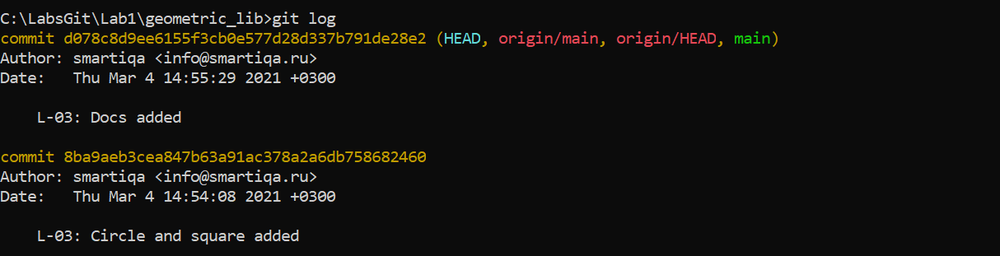 C:\LabsGit\Lab1\geometric_lib>git log
commit d078c8d9ee6155f3cb0e577d28d337b791de28e2 (HEAD, origin/main, origin/HEAD, main)
Author: smartiqa <info@smartiqa.ru>
Date:   Thu Mar 4 14:55:29 2021 +0300
    L-03: Docs added
commit 8ba9aeb3cea847b63a91ac378a2a6db758682460
Author: smartiqa <info@smartiqa.ru>
Date:   Thu Mar 4 14:54:08 2021 +0300
    L-03: Circle and square added